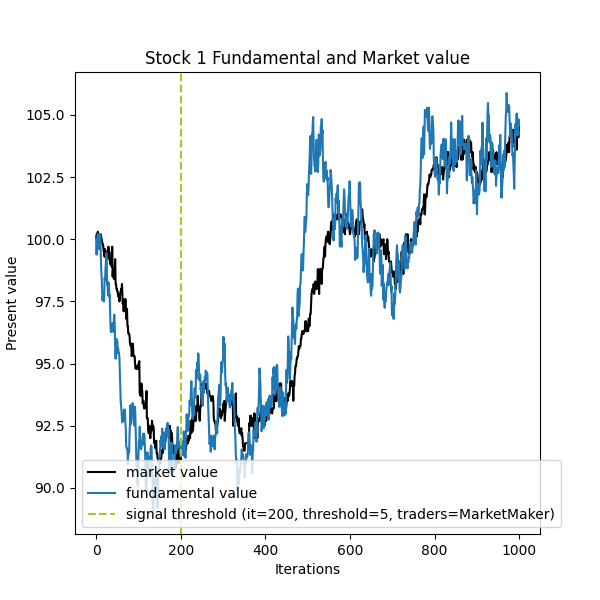 Stock 1 Fundamental and Market value
Present value
105.0
102.5
100.0
97.5
95.0
92.5
90.0
market value
fundamental value
signal threshold (it=200, threshold=5, traders=MarketMaker)
0 200 400 600 800 1000
Iterations